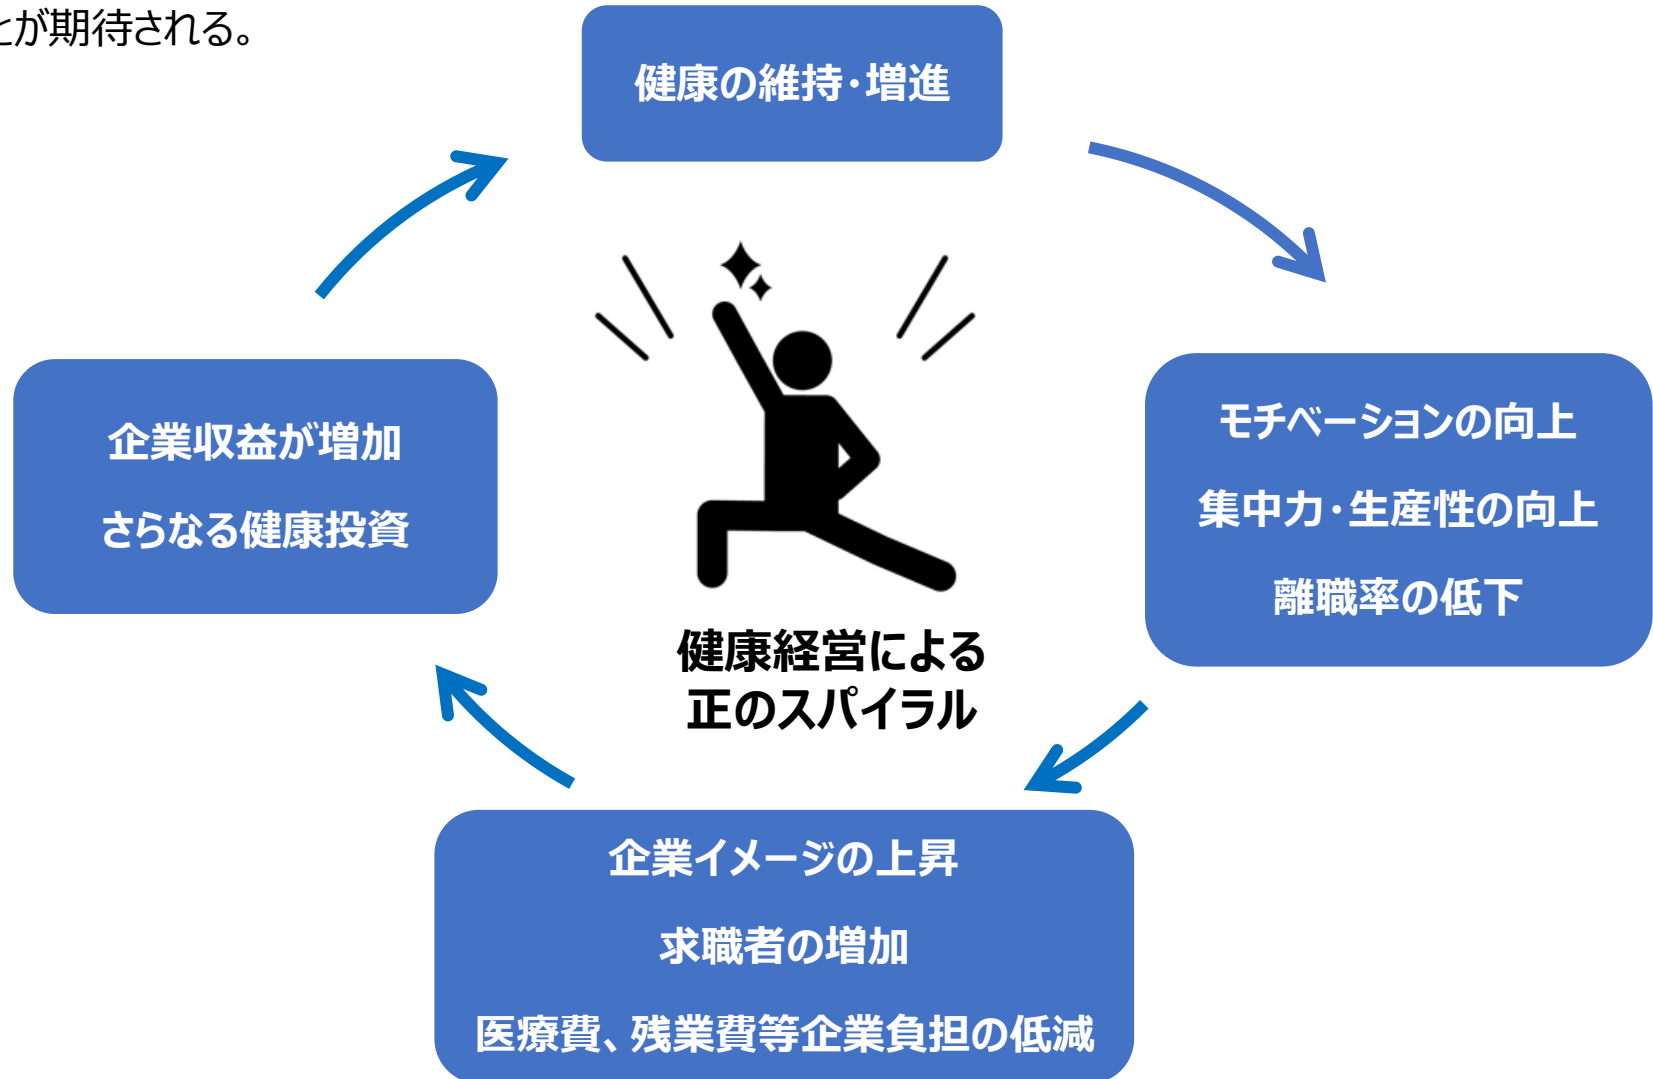 とが期待される。
健康の維持・増進
モチベーションの向上
集中力・生産性の向上
離職率の低下
企業イメージの上昇
求職者の増加
医療費、残業費等企業負担の低減
企業収益が増加
さらなる健康投資
健康経営による
正のスパイラル